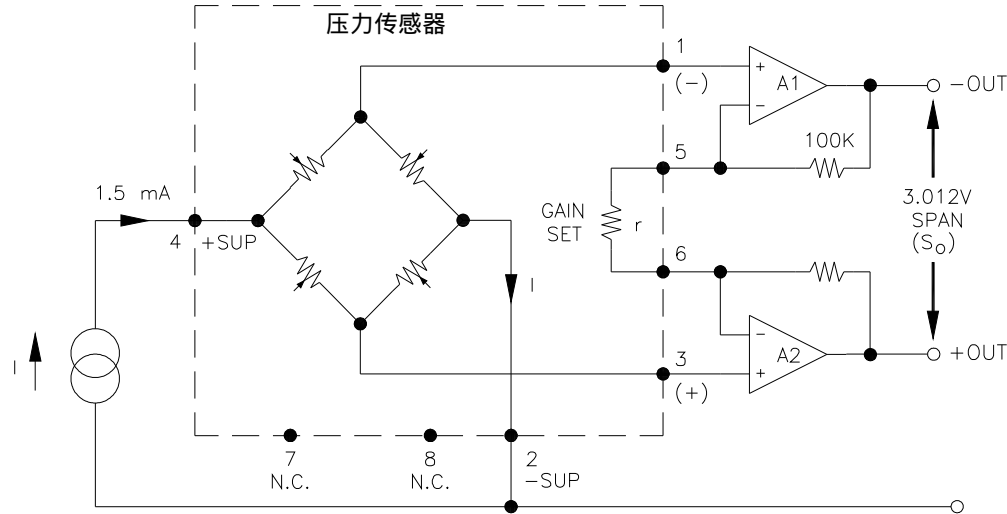 压力传感器
1
(-)
+
A1
-
-OUT
100K
5
1.5 mA
3.012V
SPAN
(So)
GAIN
SET
r
4
+SUP
6
I
I
-
A2
+
+OUT
3
(+)
7
N.C.
8
N.C.
2
-SUP